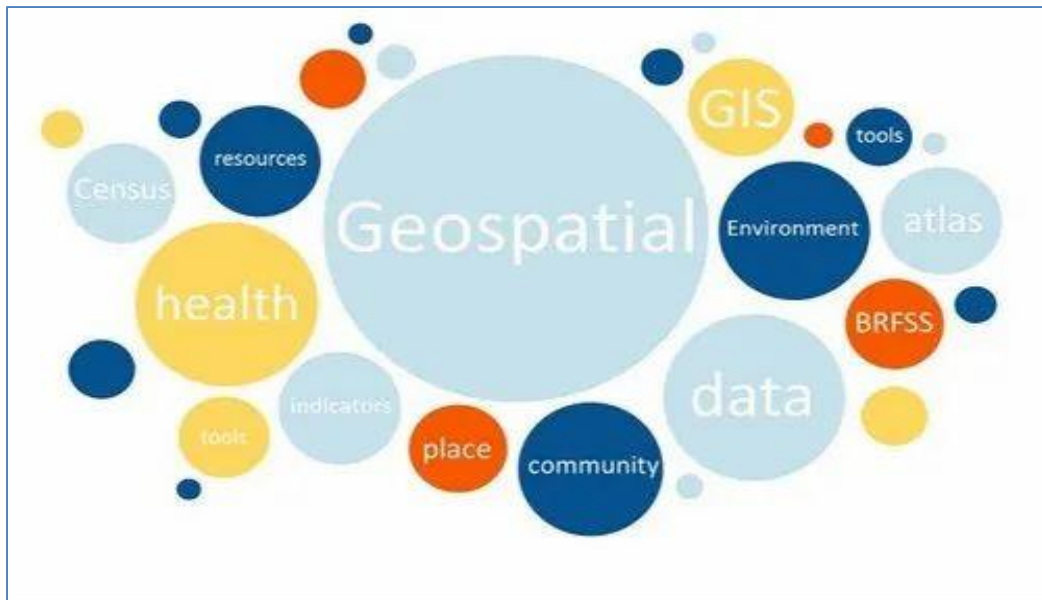 GIS
tools
resources
Census
Geospatial
Environment
atlas
health
BRFSS
indicators
data
tools
place
community